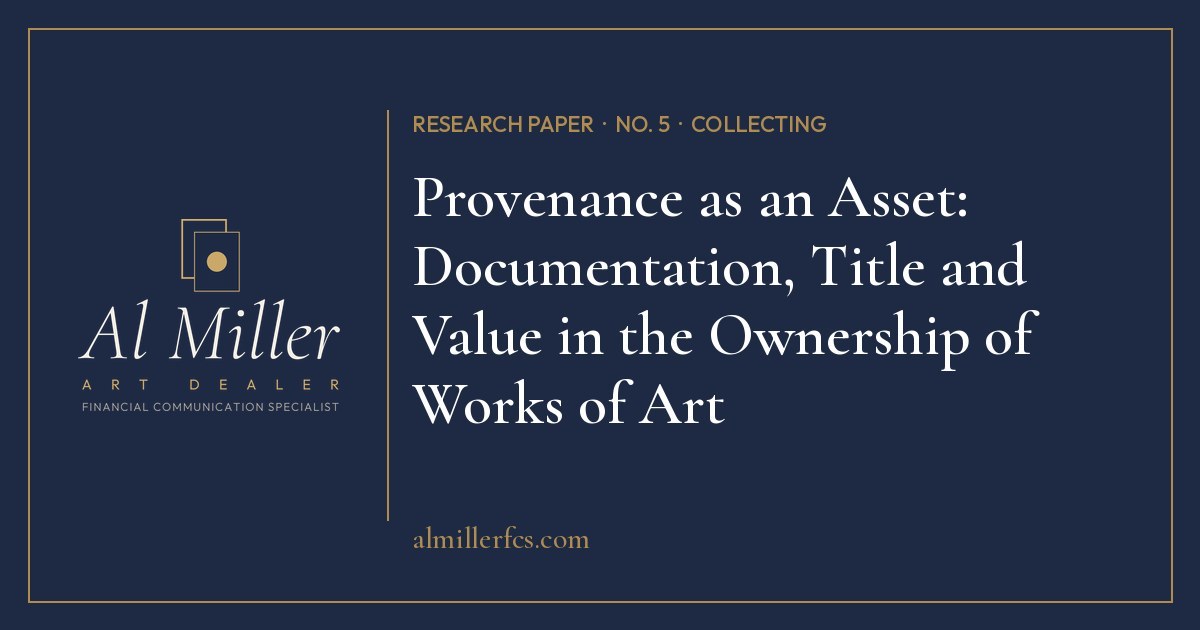 Al Miller
ART DEALER
FINANCIAL COMMUNICATION SPECIALIST
RESEARCH PAPER · NO. 5 · COLLECTING
Provenance as an Asset:
Documentation, Title and
Value in the Ownership of
Works of Art
almillerfcs.com